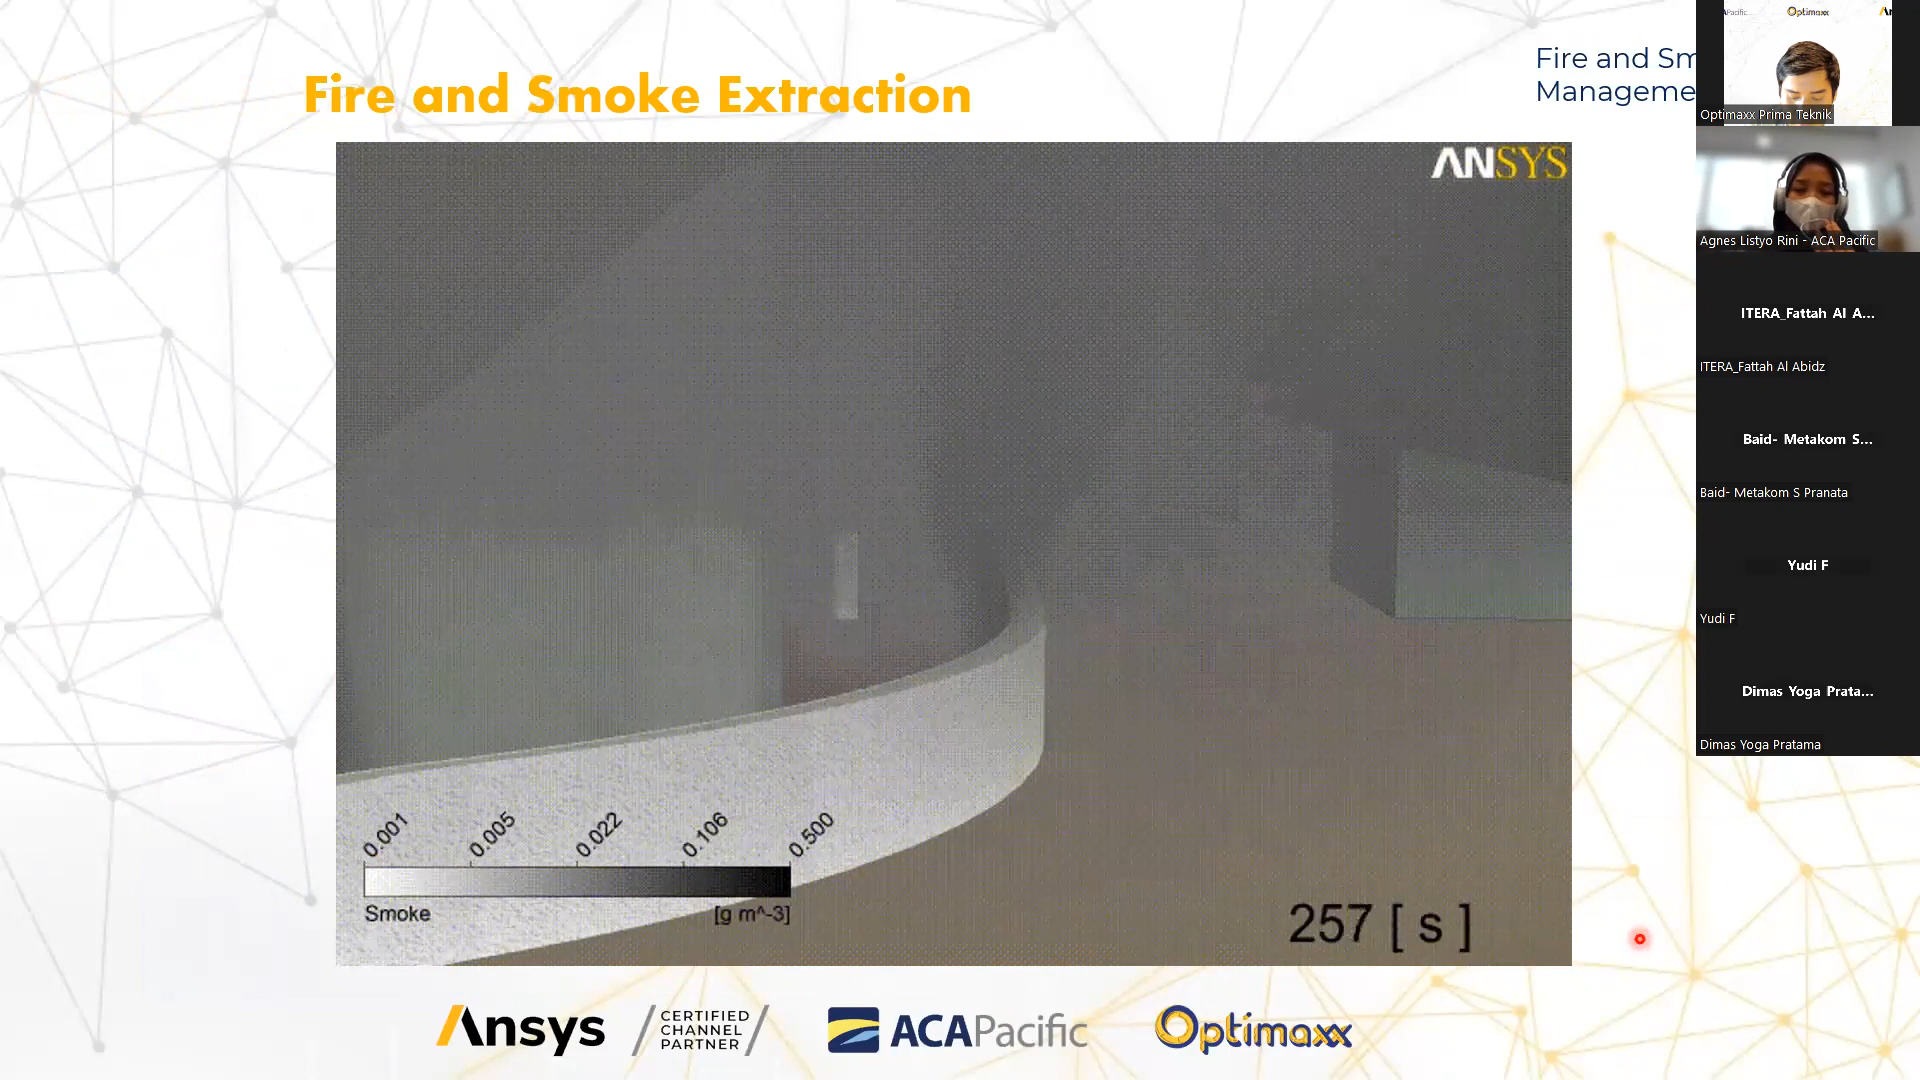 Fire and Smoke Extraction
Fire and Sm
Manageme
Pacific
Optimaxx
Optimaxx Prima Teknik
ANSYS
Agnes Listyo Rini - ACA Pacific
ITERA_Fattah Al A...
ITERA_Fattah Al Abidz
Baid- Metakom S...
Baid- Metakom S Pranata
Yudi F
Yudi F
Dimas Yoga Prata...
Dimas Yoga Pratama
0.001 0.005 0.022 0.106 0.500
Smoke [g m^-3]
257 [ s ]
Ansys
CERTIFIED
CHANNEL
PARTNER
ACAPacific
Optimaxx